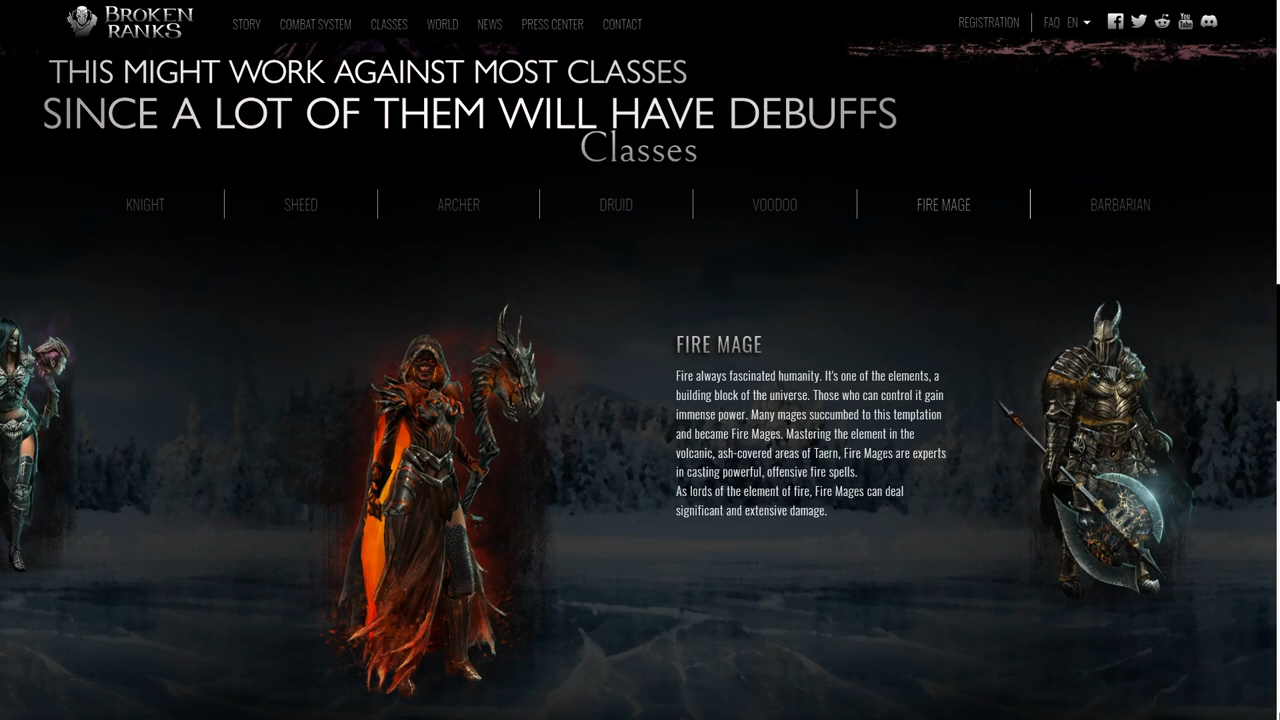 BROKEN RANKS
STORY COMBAT SYSTEM CLASSES WORLD NEWS PRESS CENTER CONTACT
REGISTRATION FAQ EN
You Tube
THIS MIGHT WORK AGAINST MOST CLASSES
SINCE A LOT OF THEM WILL HAVE DEBUFFS
Classes
KNIGHT SHEED ARCHER DRUID VOODOO FIRE MAGE BARBARIAN
FIRE MAGE
Fire always fascinated humanity. It's one of the elements, a
building block of the universe. Those who can control it gain
immense power. Many mages succumbed to this temptation
and became Fire Mages. Mastering the element in the
volcanic, ash-covered areas of Taern, Fire Mages are experts
in casting powerful, offensive fire spells.
As lords of the element of fire, Fire Mages can deal
significant and extensive damage.